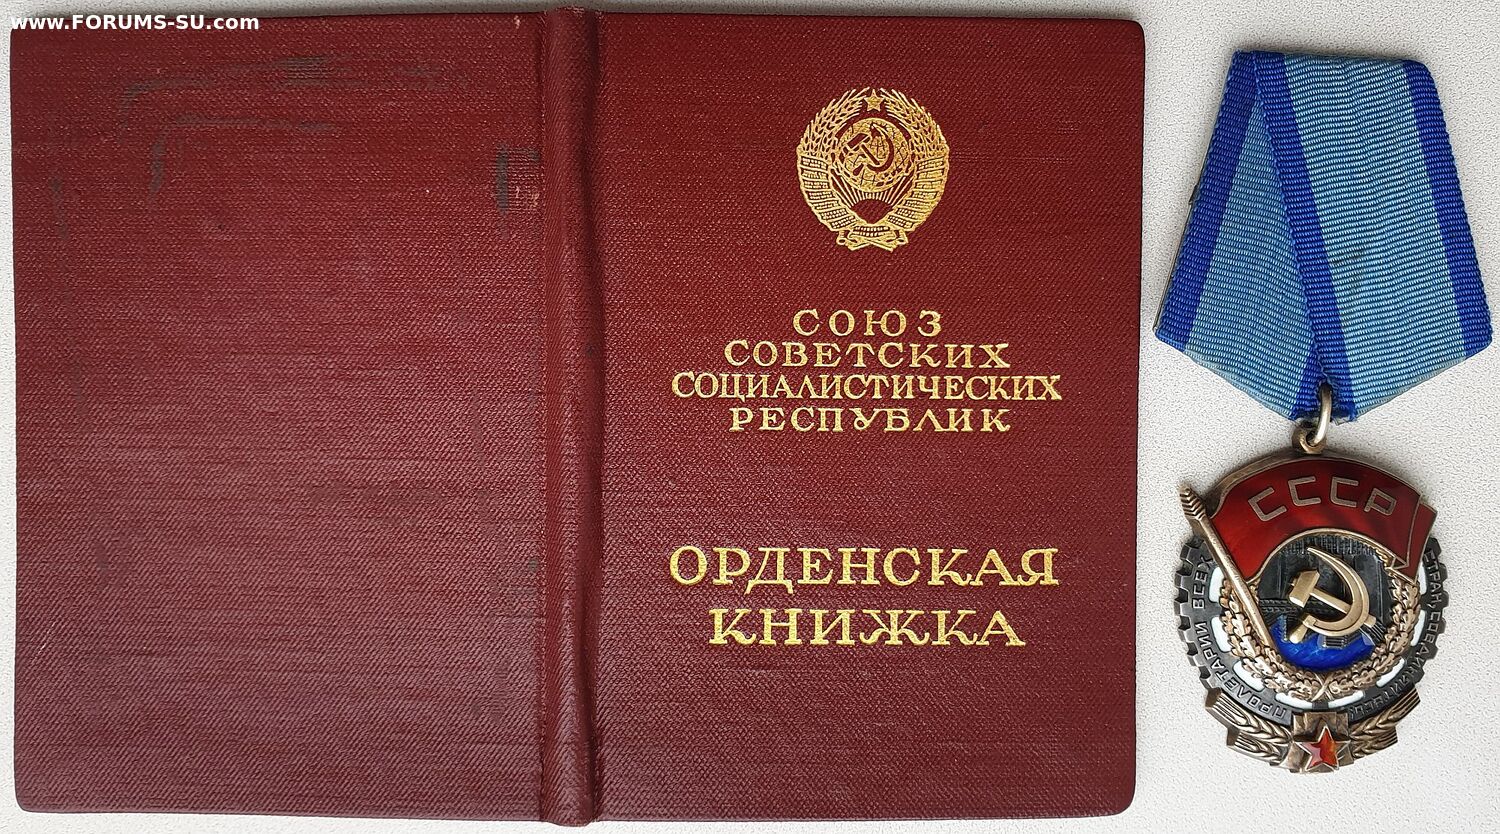 www.FORUMS-SU.com
СОЮЗ
СОВЕТСКИХ
СОЦИАЛИСТИЧЕСКИХ
РЕСПУБЛИК
ОРДЕНСКАЯ
КНИЖКА
СССР
ПРОЛЕТАРИИ ВСЕХ СТРАН, СОЕДИНЯЙТЕСЬ